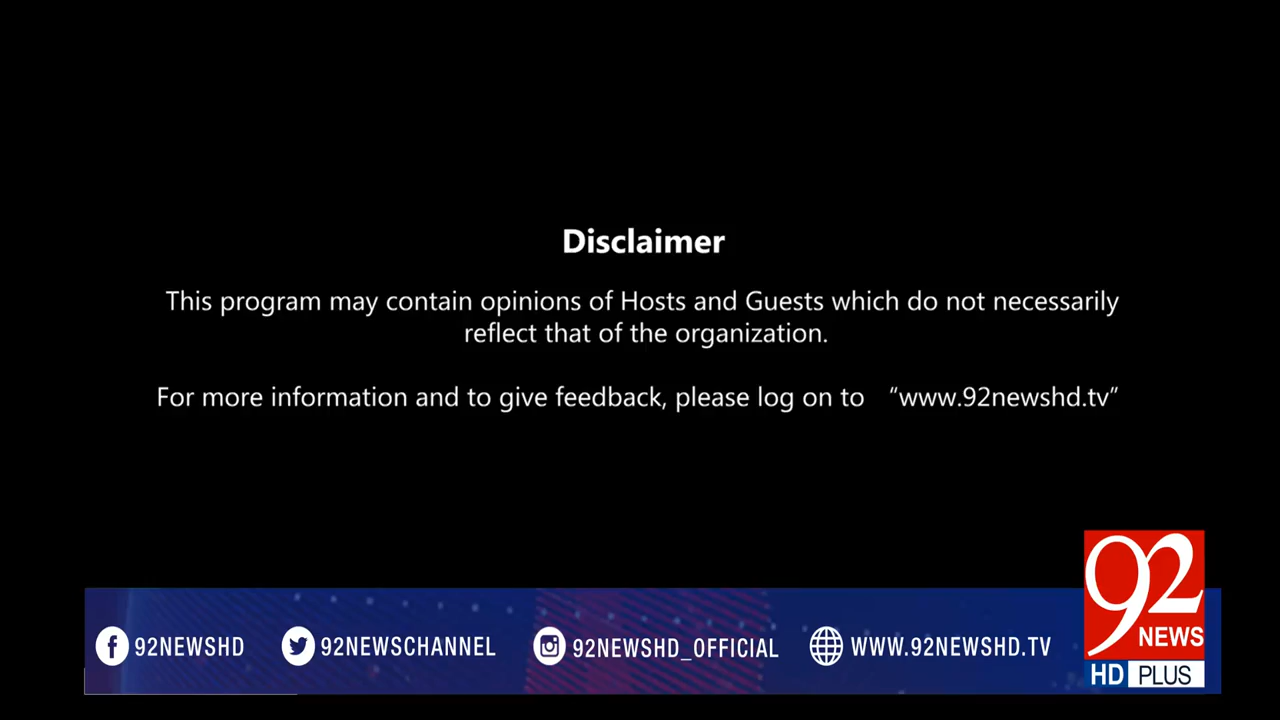 Disclaimer
This program may contain opinions of Hosts and Guests which do not necessarily
reflect that of the organization.
For more information and to give feedback, please log on to “www.92newshd.tv”
92NEWSHD 92NEWSCHANNEL 92NEWSHD_OFFICIAL WWW.92NEWSHD.TV
92
NEWS
HD PLUS